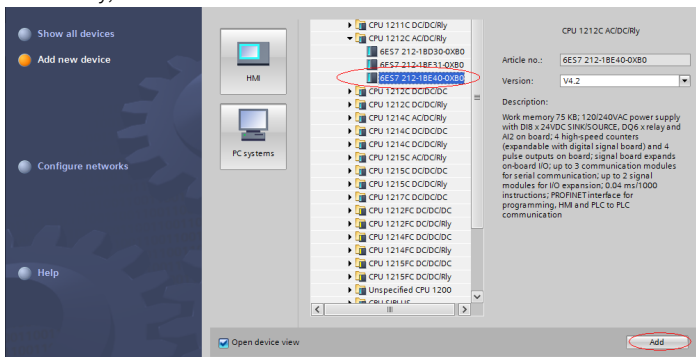 Show all devices
Add new device
Configure networks
Help
HMI
PC systems
CPU 1211C DC/DC/Rly
CPU 1212C AC/DC/Rly
6ES7 212-1BD30-0XB0
6ES7 212-1BE31-0XB0
6ES7 212-1BE40-0XB0
CPU 1212C DC/DC/DC
CPU 1212C DC/DC/Rly
CPU 1214C AC/DC/Rly
CPU 1214C DC/DC/DC
CPU 1214C DC/DC/Rly
CPU 1215C AC/DC/Rly
CPU 1215C DC/DC/DC
CPU 1215C DC/DC/Rly
CPU 1217C DC/DC/DC
CPU 1212FC DC/DC/DC
CPU 1212FC DC/DC/Rly
CPU 1214FC DC/DC/DC
CPU 1214FC DC/DC/Rly
CPU 1215FC DC/DC/DC
CPU 1215FC DC/DC/Rly
Unspecified CPU 1200
CPU SIPLUS
CPU 1212C AC/DC/Rly
Article no.: 6ES7 212-1BE40-0XB0
Version: V4.2
Description:
Work memory 75 KB; 120/240VAC power supply
with DI8 x 24VDC SINK/SOURCE, DQ6 x relay and
AI2 on board; 4 high-speed counters
(expandable with digital signal board) and 4
pulse outputs on board; signal board expands
on-board I/O; up to 3 communication modules
for serial communication; up to 2 signal
modules for I/O expansion; 0.04 ms/1000
instructions; PROFINET interface for
programming, HMI and PLC to PLC
communication
Open device view
Add